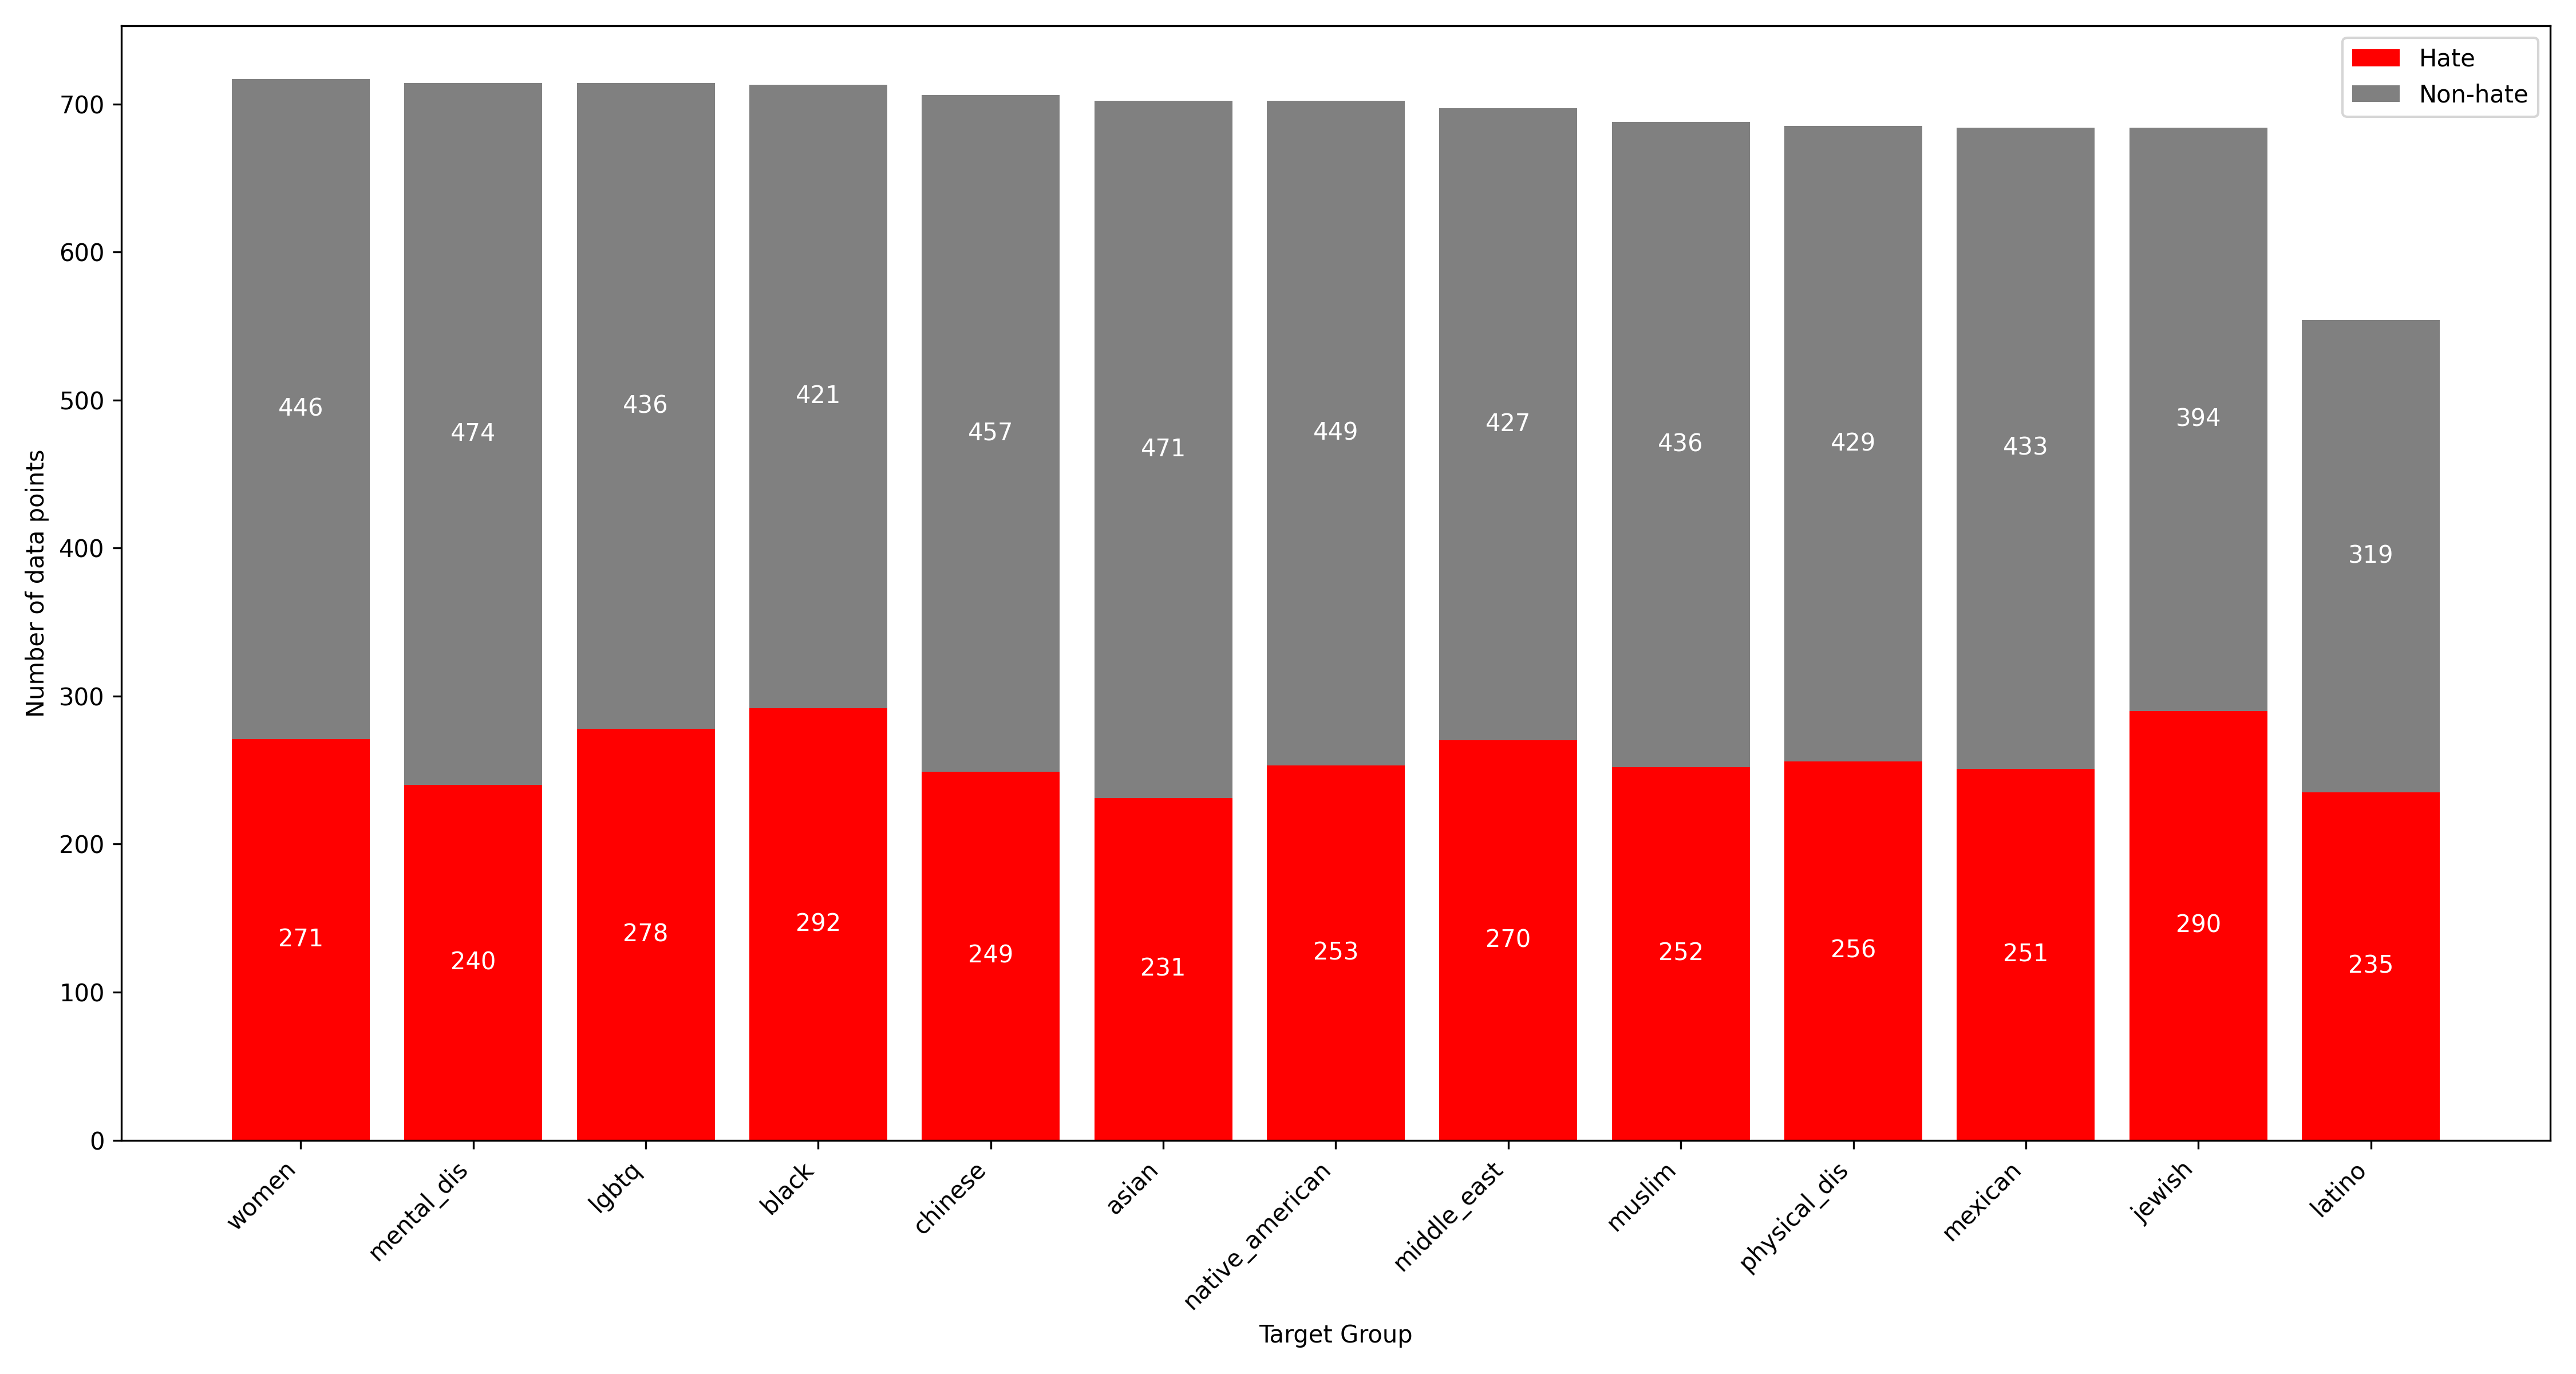 Hate
Non-hate
Number of data points
700
600
500
400
300
200
100
0
446
474
436
421
457
471
449
427
436
429
433
394
319
271
240
278
292
249
231
253
270
252
256
251
290
235
women
mental_dis
lgbtq
black
chinese
asian
native_american
middle_east
muslim
physical_dis
mexican
jewish
latino
Target Group